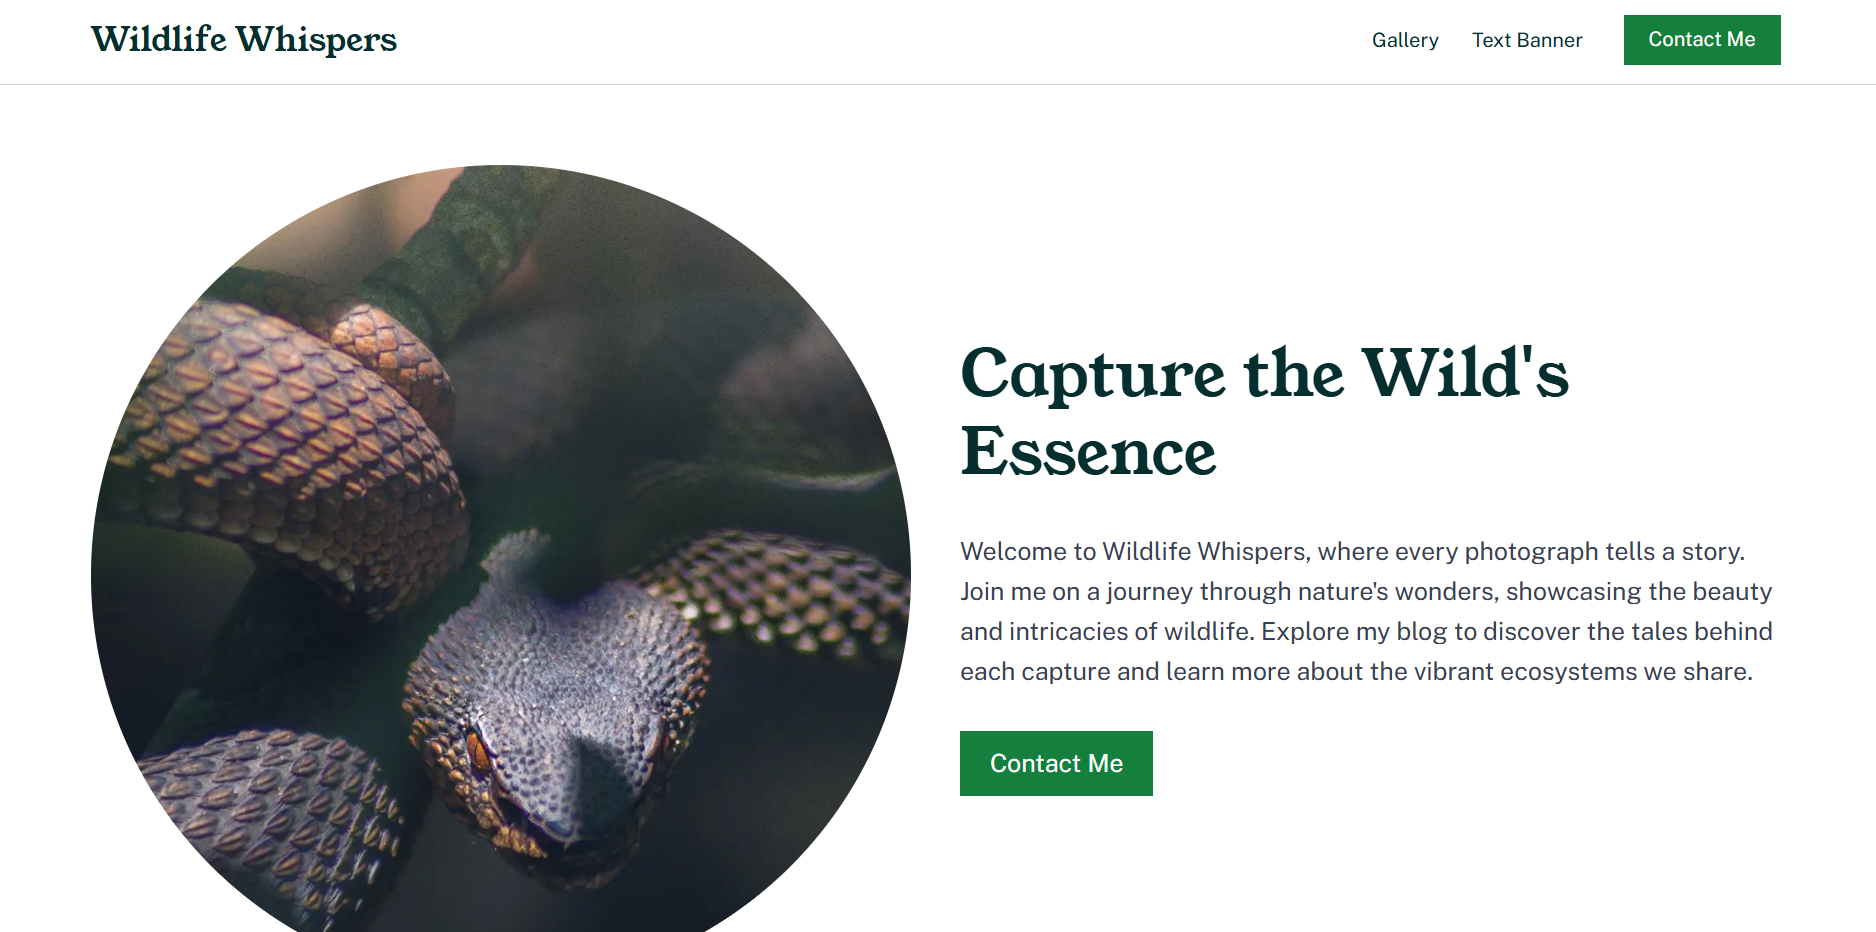 Wildlife Whispers
Gallery
Text Banner
Contact Me
Capture the Wild's
Essence
Welcome to Wildlife Whispers, where every photograph tells a story.
Join me on a journey through nature's wonders, showcasing the beauty
and intricacies of wildlife. Explore my blog to discover the tales behind
each capture and learn more about the vibrant ecosystems we share.
Contact Me